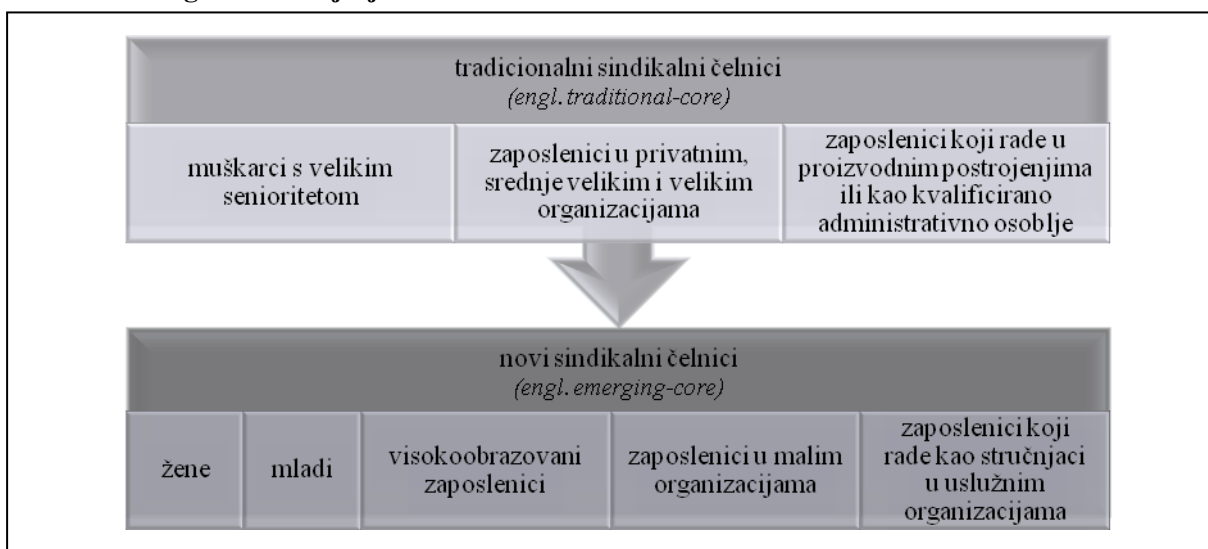 tradicionalni sindikalni čelnici
(engl. traditional-core)
muškarci s velikim
senioritetom
zaposlenici u privatnim,
srednje velikim i velikim
organizacijama
zaposlenici koji rade u
proizvodnim postrojenjima
ili kao kvalificirano
administrativno osoblje
novi sindikalni čelnici
(engl. emerging-core)
žene
mladi
visokoobrazovani
zaposlenici
zaposlenici u malim
organizacijama
zaposlenici koji
rade kao stručnjaci
u uslužnim
organizacijama